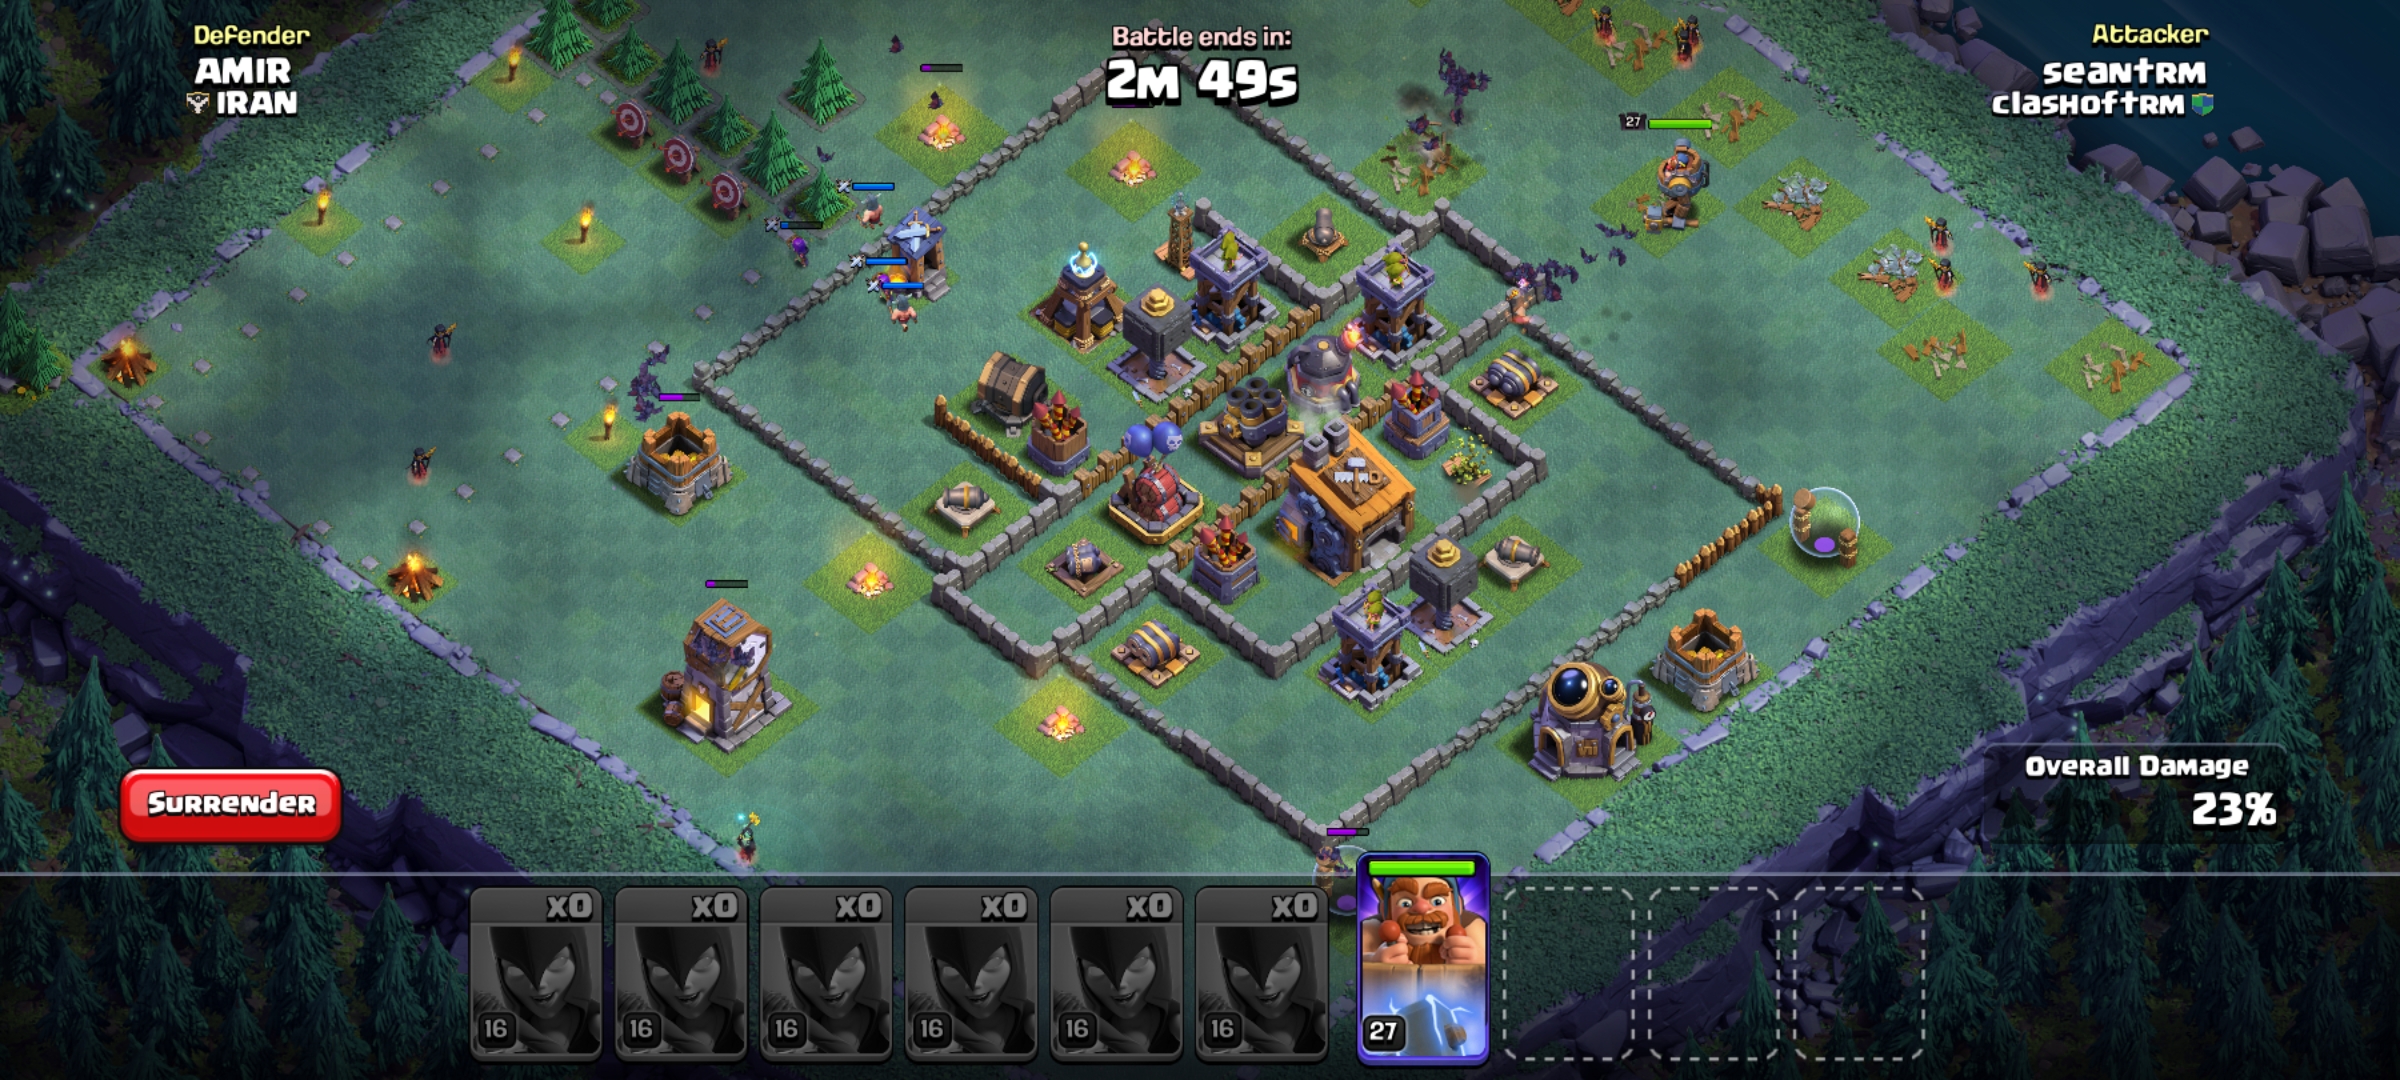 Defender
AMIR
IRAN
Battle ends in:
2M 49s
Attacker
seantRM
clashoftRM
27
Surrender
Overall Damage
23%
x0
x0
x0
x0
x0
x0
16
16
16
16
16
16
27